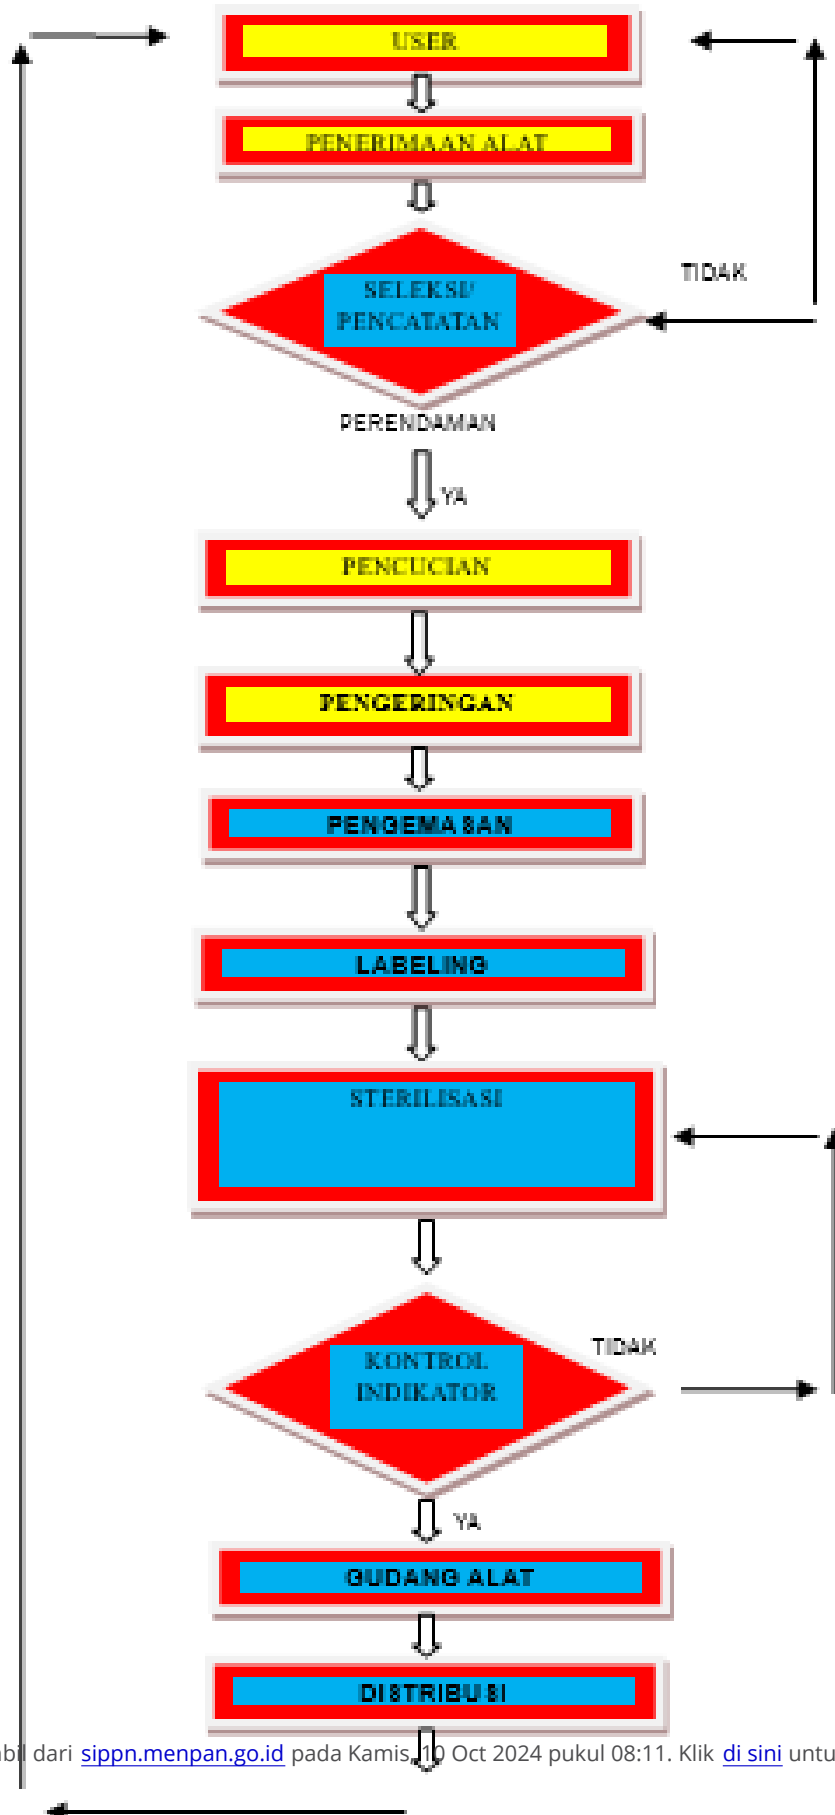 USER
PENERIMAAN ALAT
SELEKSI/
PENCATATAN
TIDAK
PERENDAMAN
YA
PENCUCIAN
PENGERINGAN
PENGEMASAN
LABELING
STERILISASI
KONTROL
INDIKATOR
TIDAK
YA
GUDANG ALAT
DISTRIBUSI
dari sippn.menpan.go.id pada Kamis, 10 Oct 2024 pukul 08:11. Klik di sini